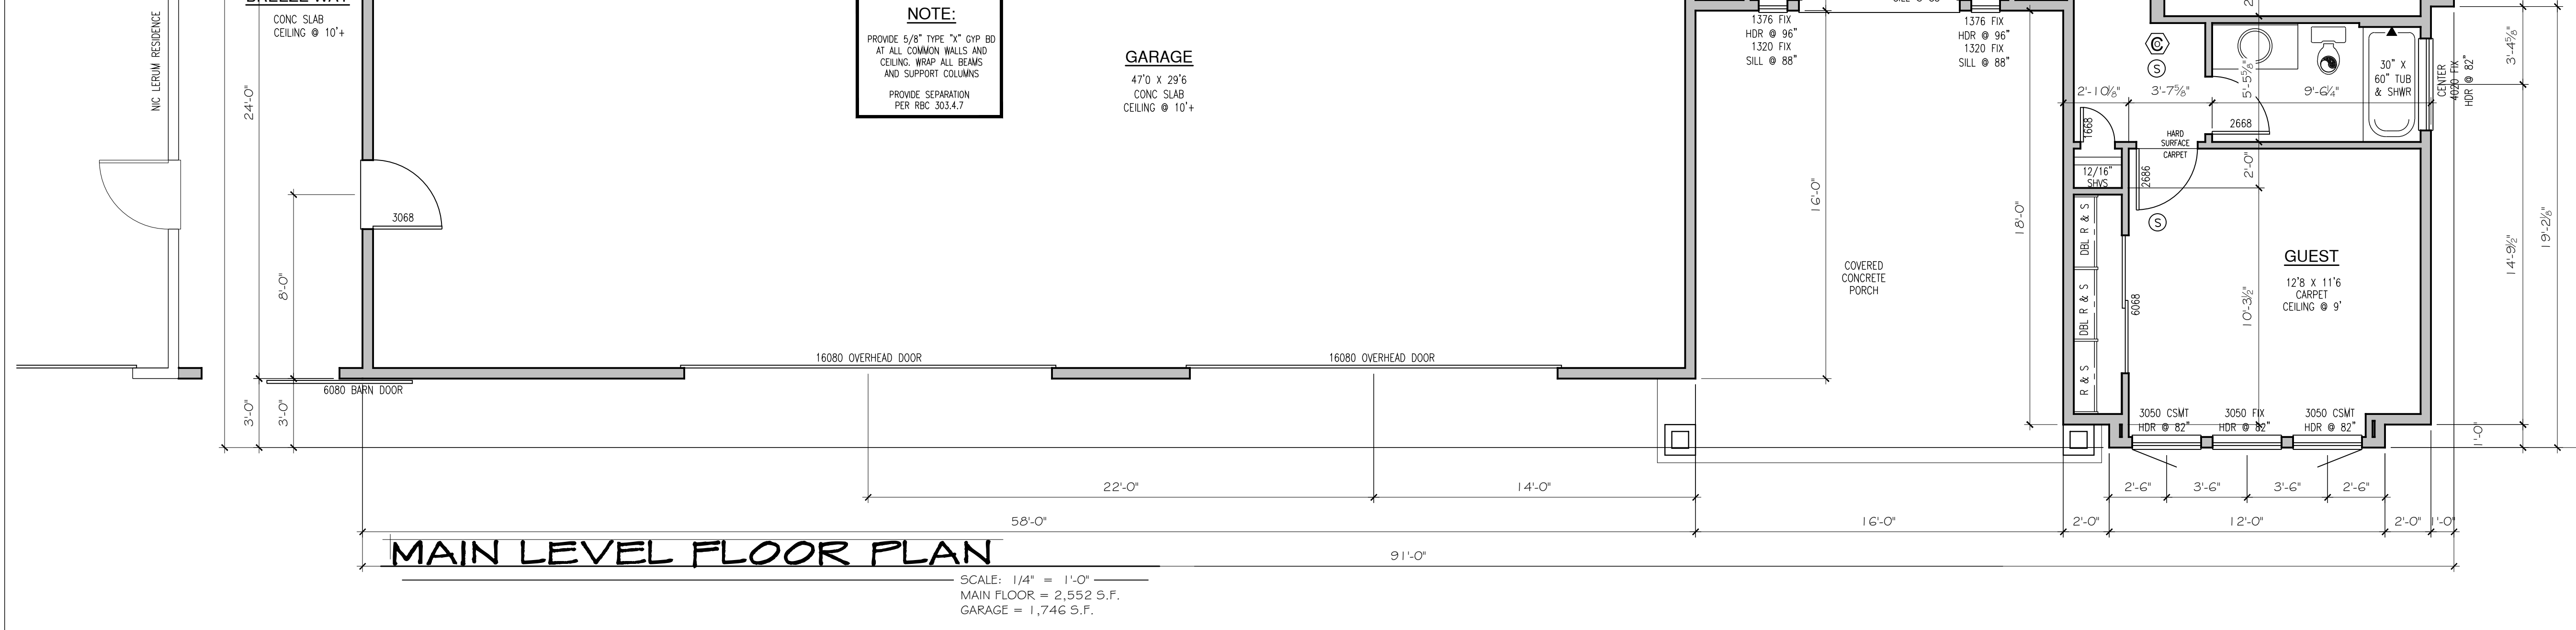 CONC SLAB
CEILING @ 10'+
NIC LERUM RESIDENCE
24'-0"
8'-0"
3'-0"
3'-0"
3068
6080 BARN DOOR
NOTE:
PROVIDE 5/8" TYPE "X" GYP BD
AT ALL COMMON WALLS AND
CEILING. WRAP ALL BEAMS
AND SUPPORT COLUMNS
PROVIDE SEPARATION
PER RBC 303.4.7
GARAGE
47'0 X 29'6
CONC SLAB
CEILING @ 10'+
16080 OVERHEAD DOOR
16080 OVERHEAD DOOR
1376 FIX
HDR @ 96"
1320 FIX
SILL @ 88"
1376 FIX
HDR @ 96"
1320 FIX
SILL @ 88"
16'-0"
18'-0"
COVERED
CONCRETE
PORCH
S
2'-10⅛"
3'-7⅝"
5'-5⅝"
9'-6¼"
30" X
60" TUB
& SHWR
CENTER
4020 FIX
HDR @ 82"
3'-4⅝"
1668
2668
HARD
SURFACE
CARPET
12/16"
SHVS
2686
2'-0"
S
DBL R & S
DBL R & S
R & S
6068
10'-3½"
GUEST
12'8 X 11'6
CARPET
CEILING @ 9'
14'-9½"
19'-2⅛"
3050 CSMT
HDR @ 82"
3050 FIX
HDR @ 82"
3050 CSMT
HDR @ 82"
1'-0"
22'-0"
14'-0"
2'-6"
3'-6"
3'-6"
2'-6"
58'-0"
16'-0"
2'-0"
12'-0"
2'-0"
1'-0"
91'-0"
MAIN LEVEL FLOOR PLAN
SCALE: 1/4" = 1'-0"
MAIN FLOOR = 2,552 S.F.
GARAGE = 1,746 S.F.